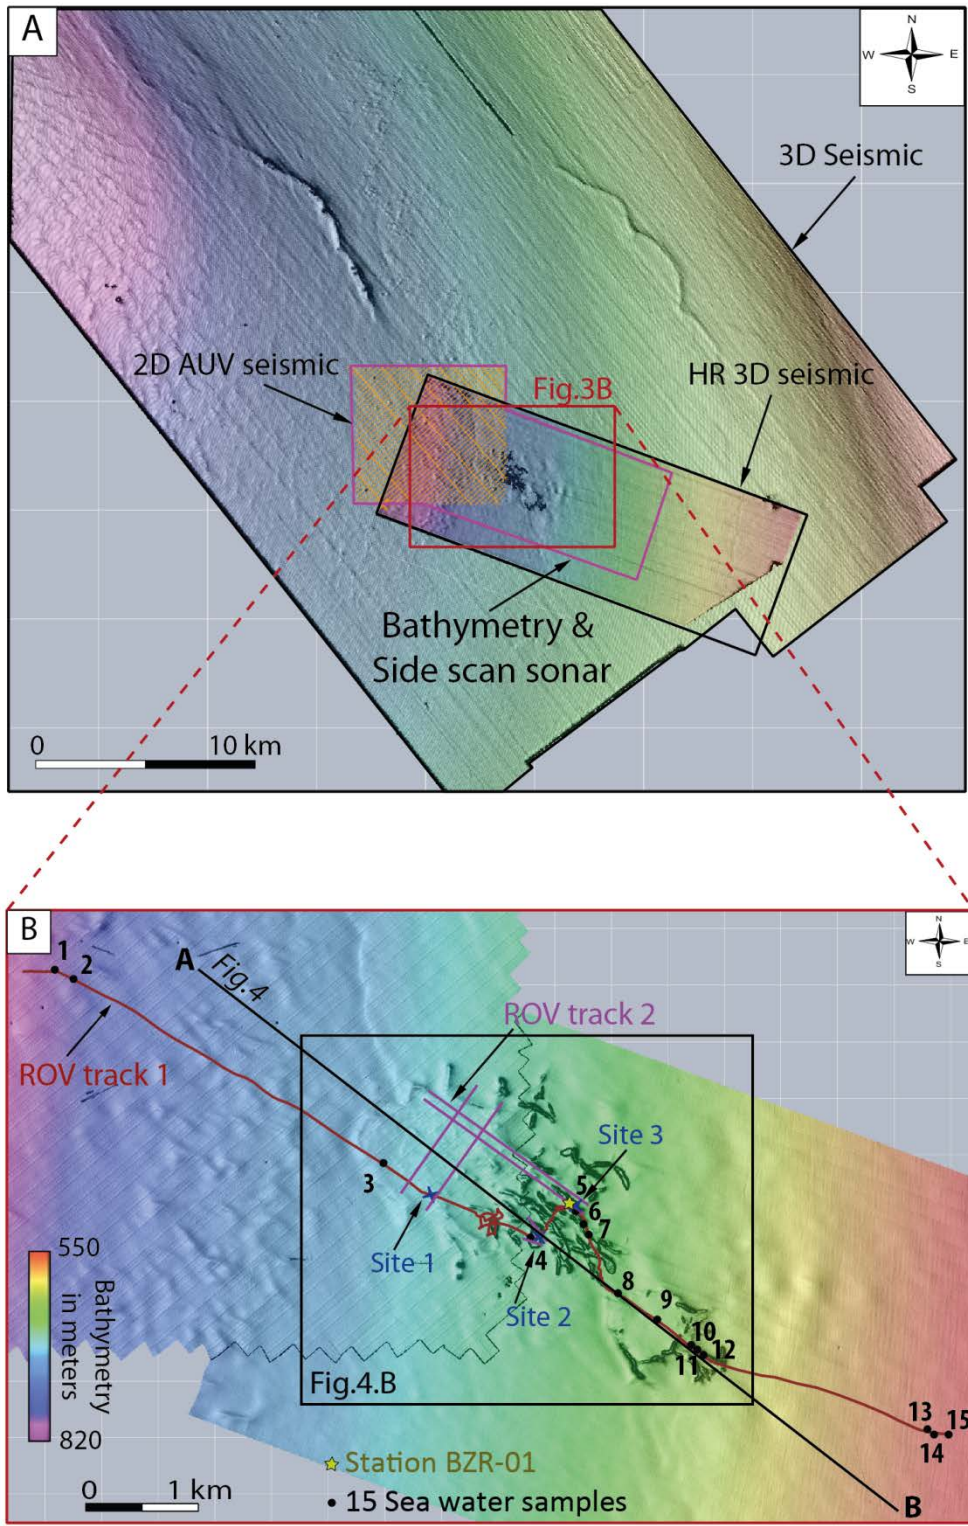 A
N
W E
S
3D Seismic
2D AUV seismic
Fig.3B
HR 3D seismic
Bathymetry &
Side scan sonar
0 10 km
B
N
W E
S
1
2
A
Fig.4
ROV track 2
ROV track 1
Site 3
3
5
6
7
4
Site 1
Site 2
8
9
10
11
12
550
Bathymetry
in meters
820
Fig.4.B
13
14
15
Station BZR-01
0 1 km
15 Sea water samples
B